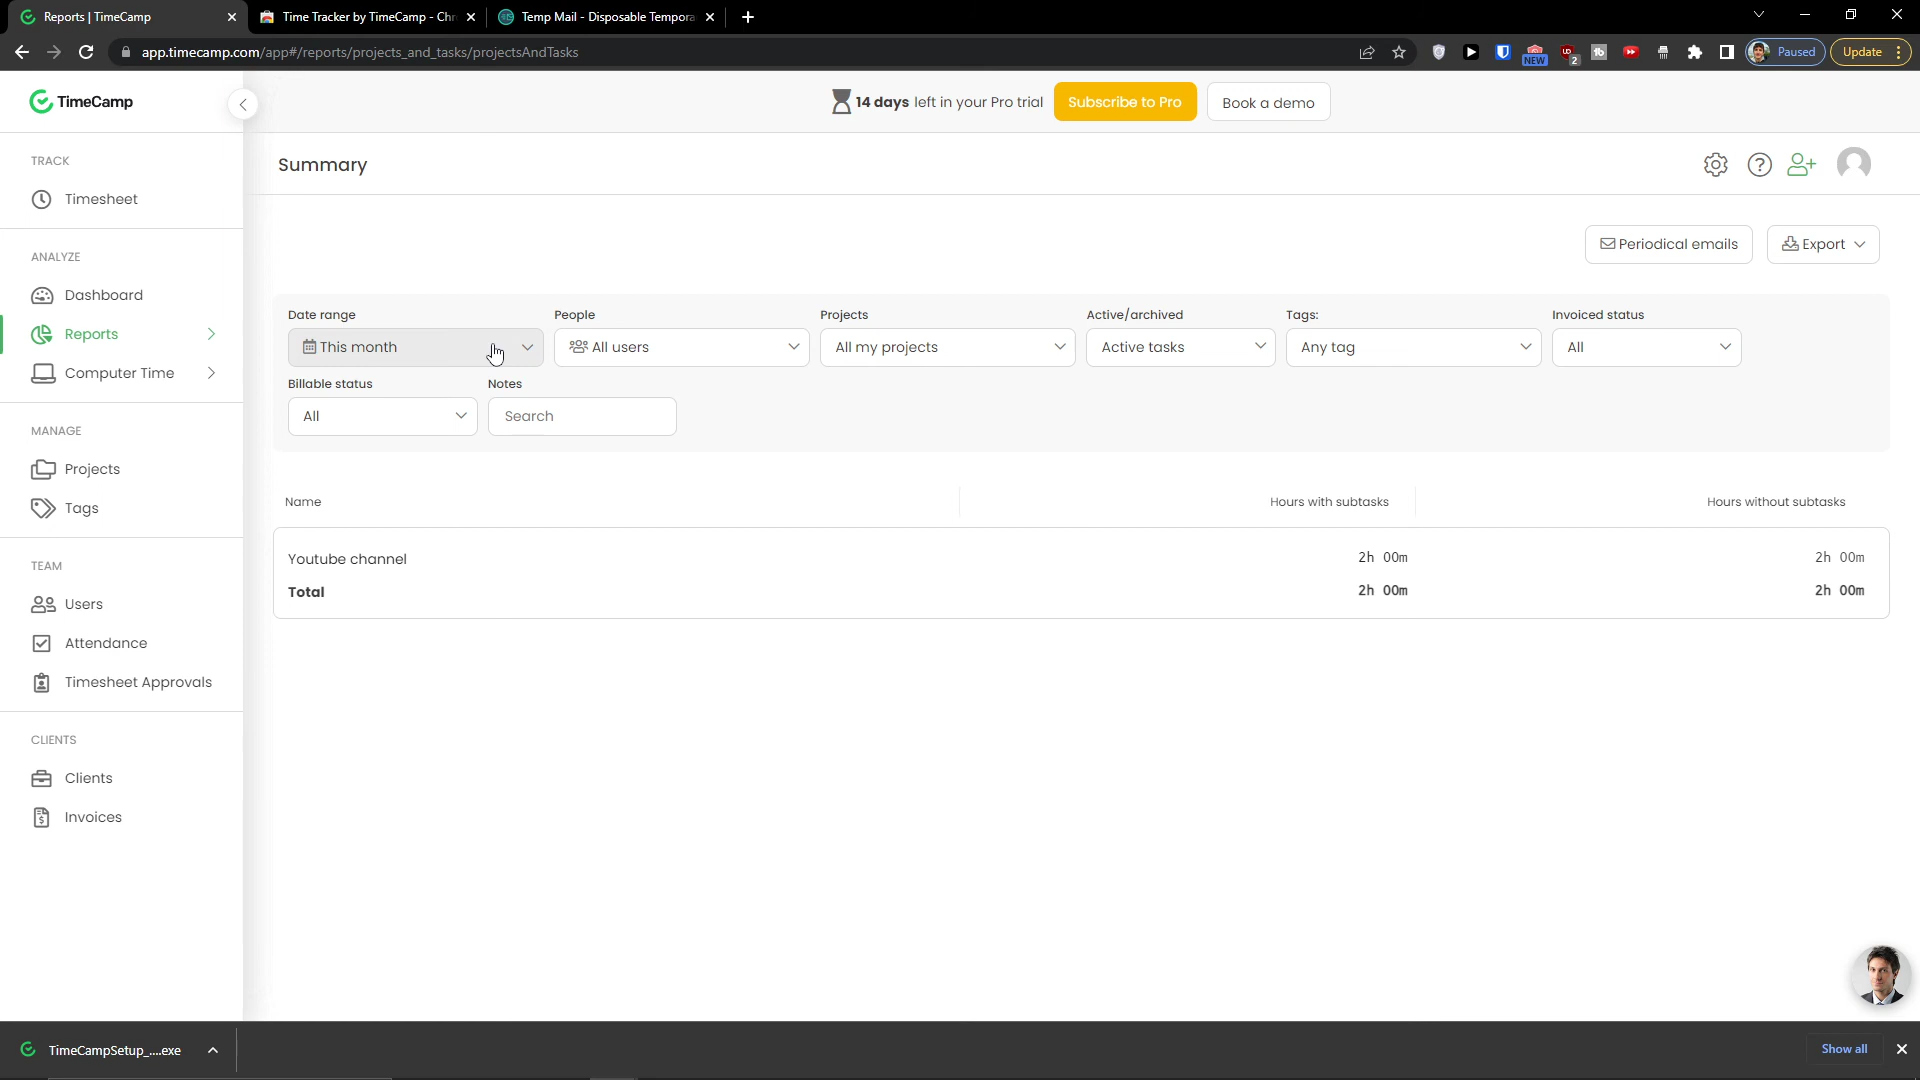 Reports | TimeCamp
Time Tracker by TimeCamp - Chr
Temp Mail - Disposable Tempora
app.timecamp.com/app#/reports/projects_and_tasks/projectsAndTasks
NEW
2
Paused
Update
TimeCamp
14 days left in your Pro trial
Subscribe to Pro
Book a demo
TRACK
Timesheet
ANALYZE
Dashboard
Reports
Computer Time
MANAGE
Projects
Tags
TEAM
Users
Attendance
Timesheet Approvals
CLIENTS
Clients
Invoices
Summary
Periodical emails
Export
Date range
People
Projects
Active/archived
Tags:
Invoiced status
This month
All users
All my projects
Active tasks
Any tag
All
Billable status
Notes
All
Search
Name
Hours with subtasks
Hours without subtasks
Youtube channel
2h 00m
2h 00m
Total
2h 00m
2h 00m
TimeCampSetup_....exe
Show all